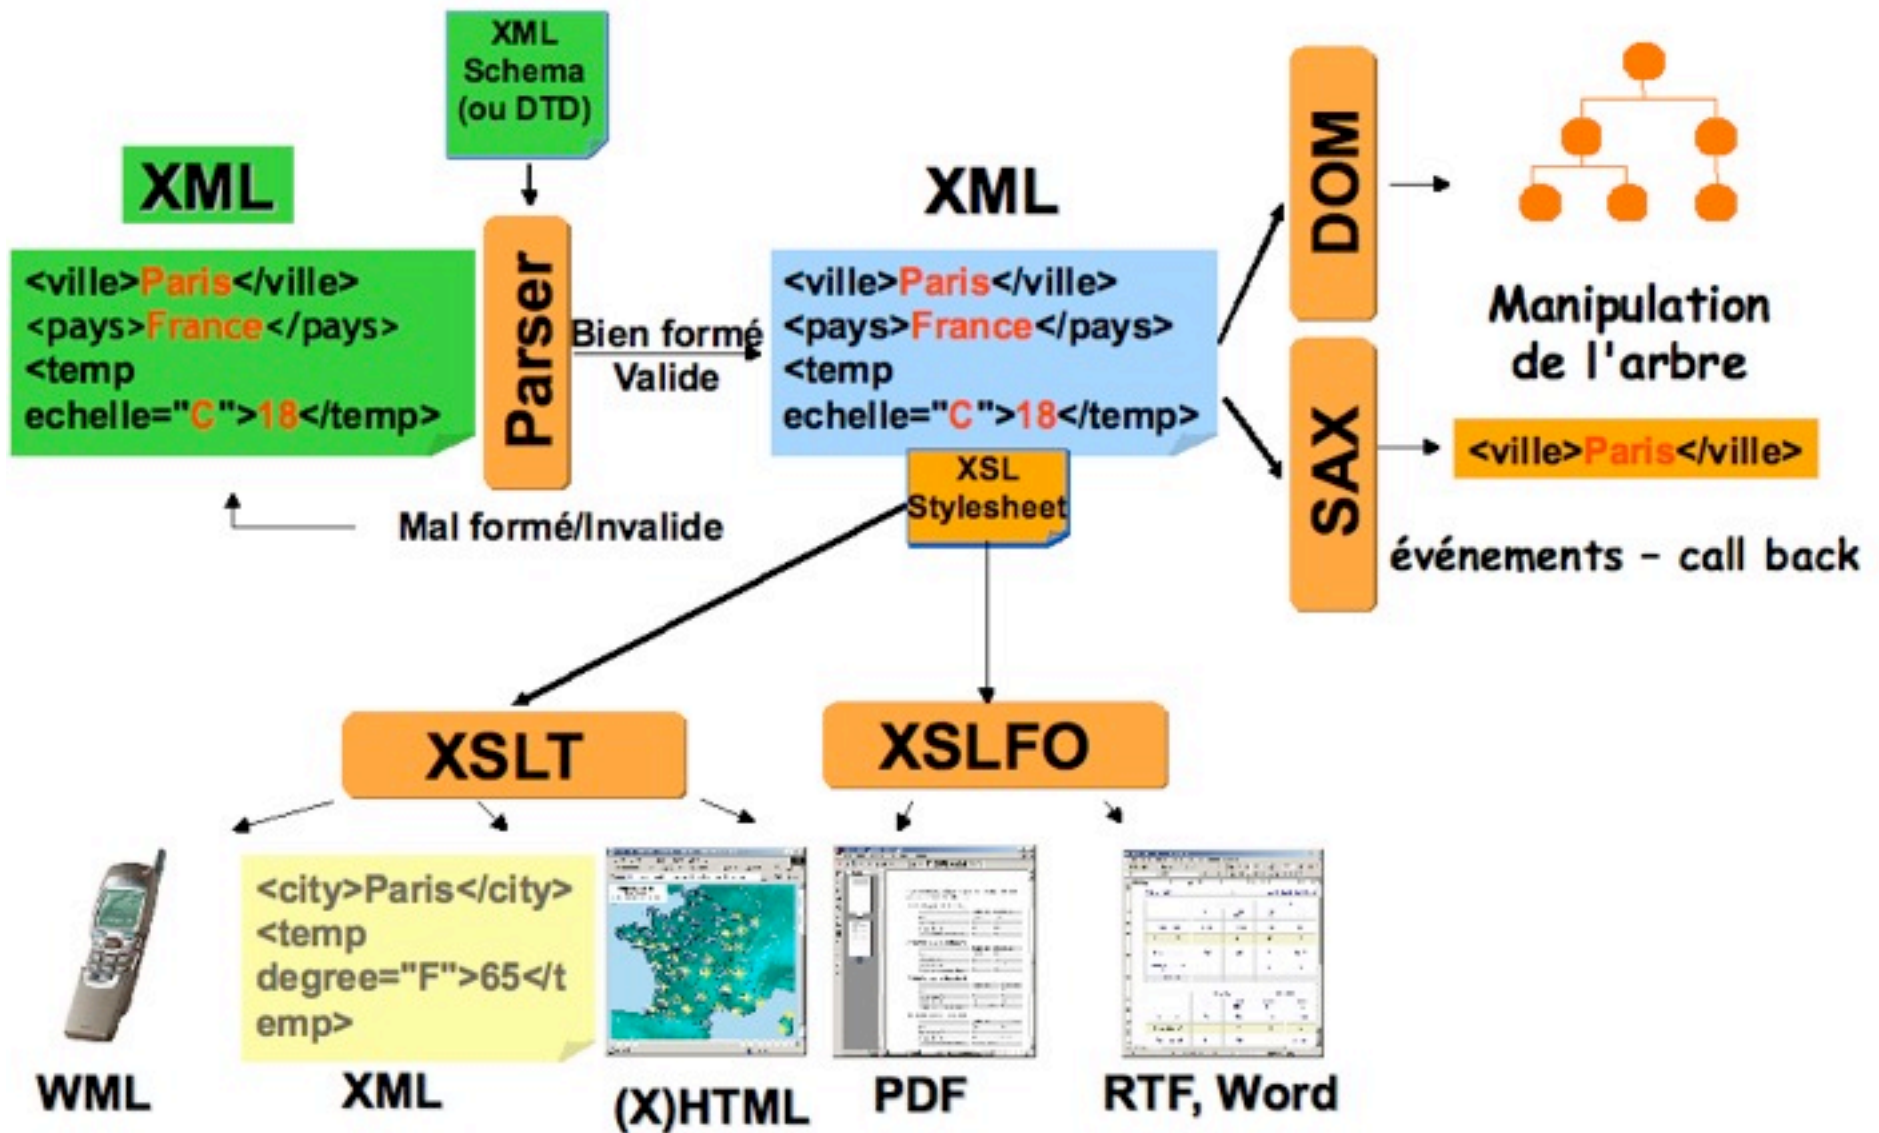 XML
Schema
(ou DTD)
XML
<ville>Paris</ville>
<pays>France</pays>
<temp
echelle="C">18</temp>
Parser
Mal formé/Invalide
Bien formé
Valide
XML
<ville>Paris</ville>
<pays>France</pays>
<temp
echelle="C">18</temp>
XSL
Stylesheet
DOM
Manipulation
de l'arbre
SAX
<ville>Paris</ville>
événements – call back
XSLT
XSLFO
<city>Paris</city>
<temp
degree="F">65</t
emp>
WML
XML
(X)HTML
PDF
RTF, Word